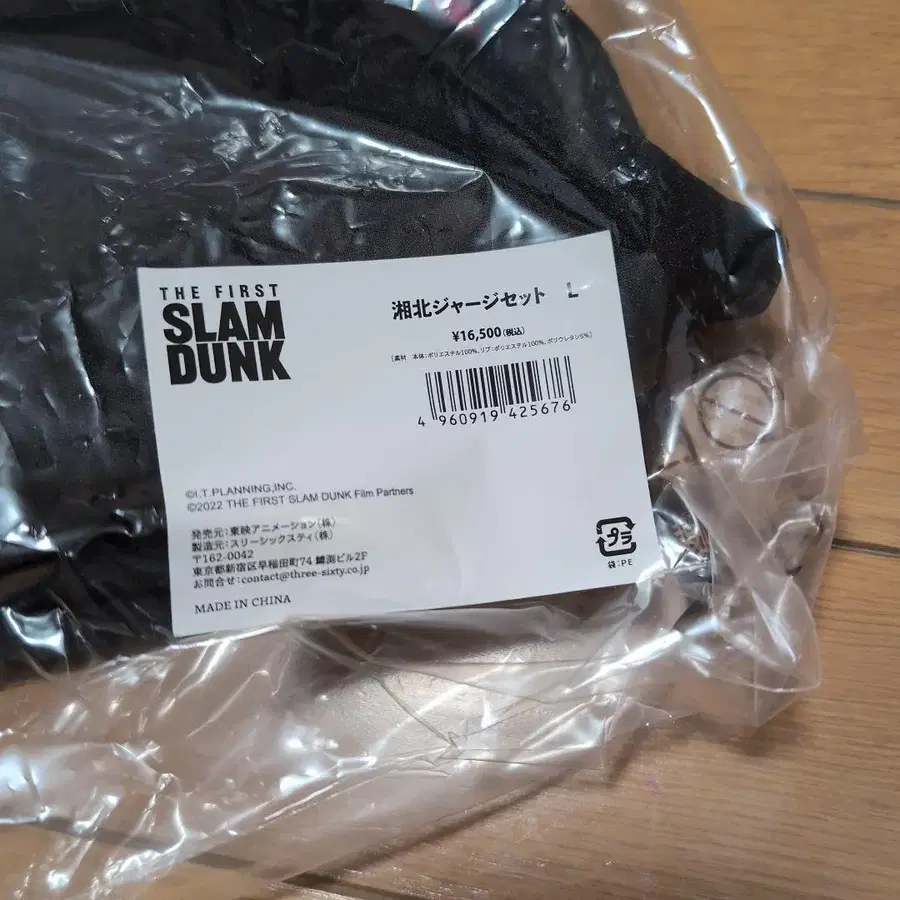 THE FIRST
SLAM
DUNK
湘北ジャージセット L
¥16,500(税込)
[素材 本体:ポリエステル100%、リブ:ポリエステル100%、ポリウレタン5%]
4 960919 425676
©I.T.PLANNING,INC.
©2022 THE FIRST SLAM DUNK Film Partners
発売元:東映アニメーション(株)
製造元:スリーシックスティ(株)
〒162-0042
東京都新宿区早稲田町74 鱒渕ビル2F
お問合せ:contact@three-sixty.co.jp
MADE IN CHINA
プラ
袋:PE